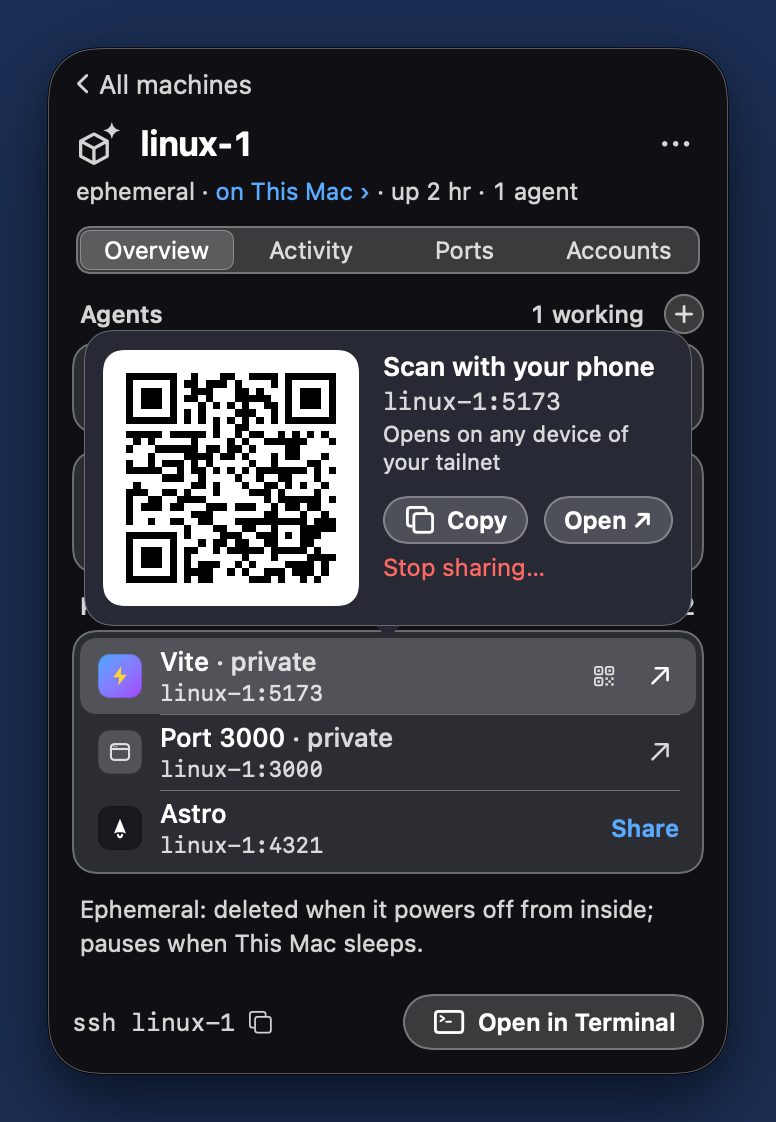 All machines
linux-1
ephemeral · on This Mac › · up 2 hr · 1 agent
Overview Activity Ports Accounts
Agents 1 working
Scan with your phone
linux-1:5173
Opens on any device of
your tailnet
Copy Open
Stop sharing...
Vite · private
linux-1:5173
Port 3000 · private
linux-1:3000
Astro
linux-1:4321
Share
Ephemeral: deleted when it powers off from inside;
pauses when This Mac sleeps.
ssh linux-1
Open in Terminal